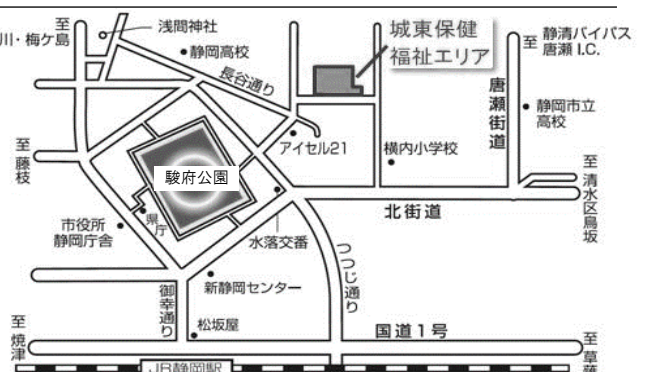 至
川・梅ケ島
浅間神社
静岡高校
長谷通り
城東保健
福祉エリア
至
静清バイパス
唐瀬 I.C.
唐瀬街道
静岡市立
高校
アイセル21
横内小学校
至
藤枝
駿府公園
至
清水区鳥坂
北街道
県庁
市役所
静岡庁舎
水落交番
つつじ通り
新静岡センター
御幸通り
松坂屋
国道1号
至
焼津
至
JR静岡駅